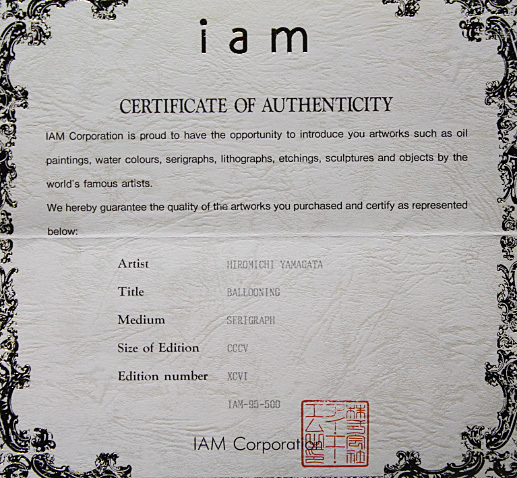 iam
CERTIFICATE OF AUTHENTICITY
IAM Corporation is proud to have the opportunity to introduce you artworks such as oil
paintings, water colours, serigraphs, lithographs, etchings, sculptures and objects by the
world's famous artists.
We hereby guarantee the quality of the artworks you purchased and certify as represented
below:
Artist HIROMICHI YAMAGATA
Title BALLOONING
Medium SERIGRAPH
Size of Edition CCCV
Edition number XCVI
IAM-95-500
IAM Corporation